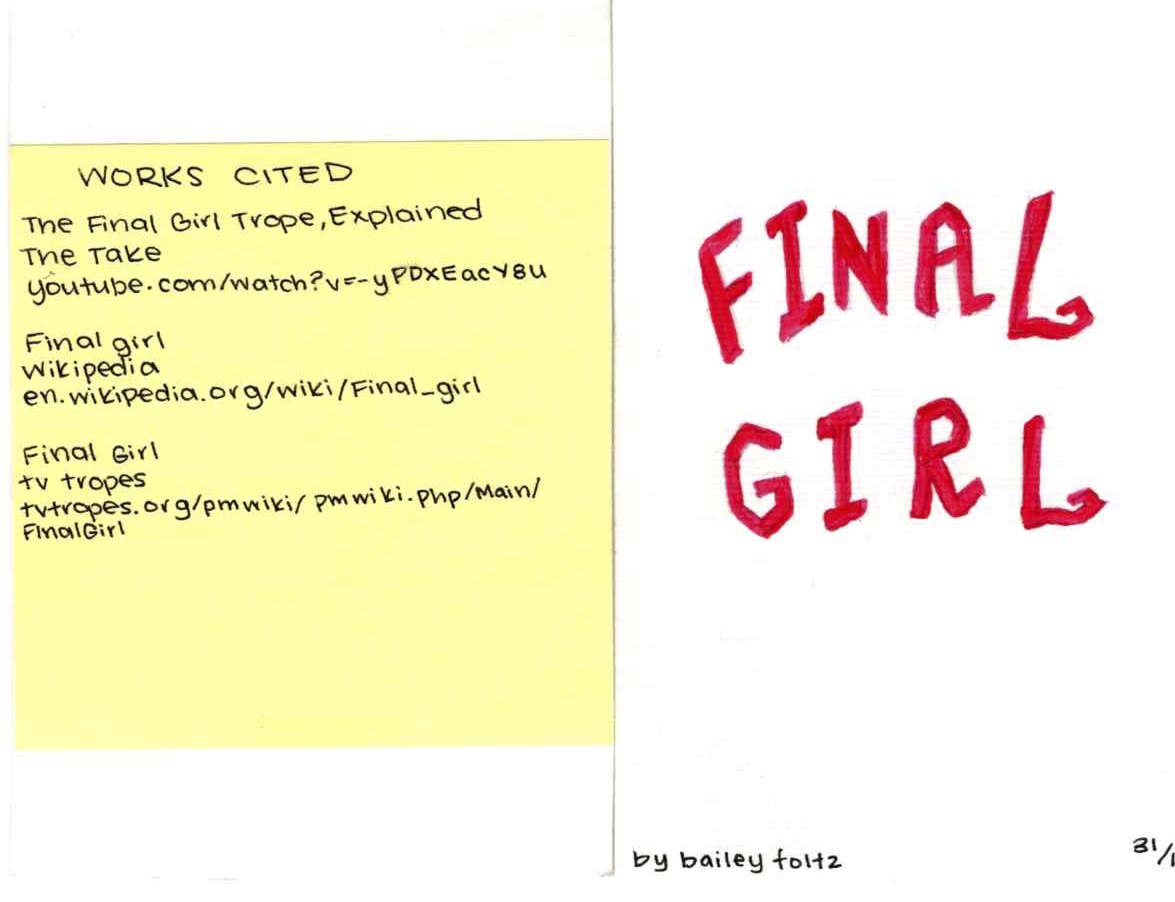 WORKS CITED
The Final Girl Trope, Explained
The Take
youtube.com/watch?v=-yPDxEacY8u
Final girl
Wikipedia
en.wikipedia.org/wiki/Final_girl
Final Girl
tv tropes
tvtropes.org/pmwiki/pmwiki.php/Main/
FinalGirl
FINAL
GIRL
by bailey foltz
31/1